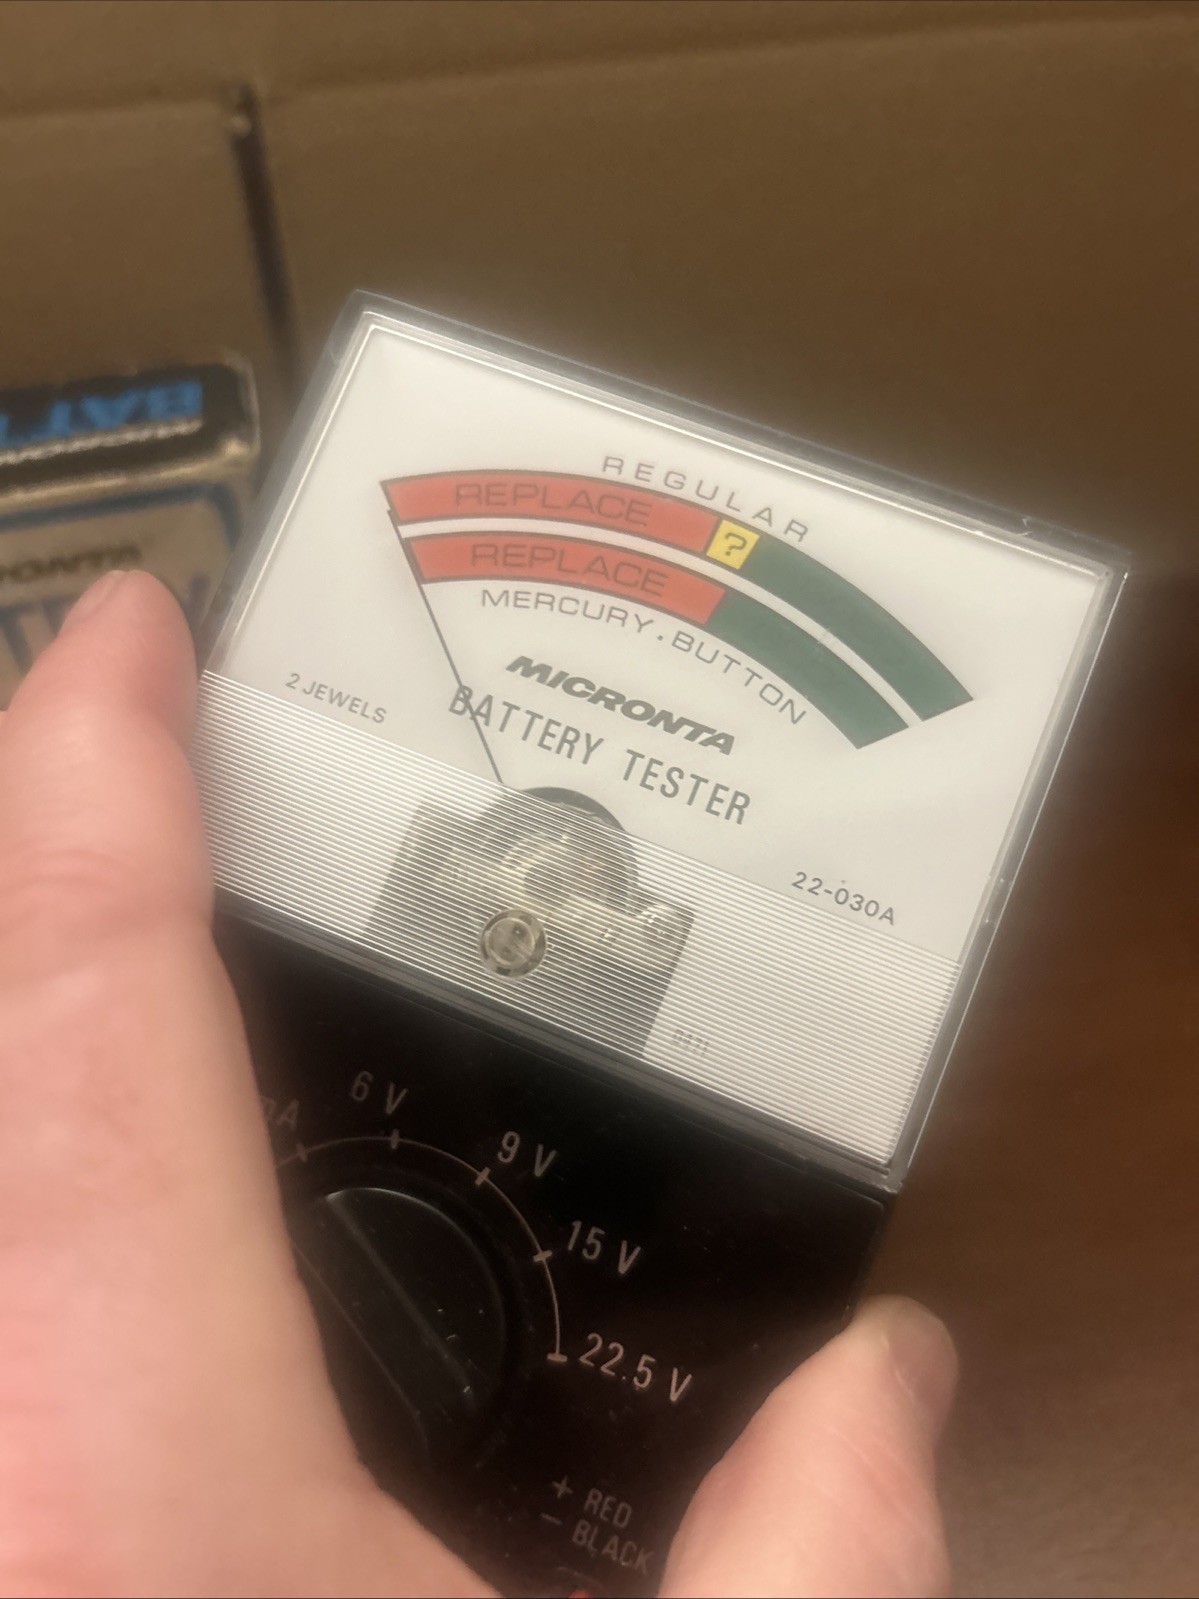 REGULAR
REPLACE
?
REPLACE
MERCURY·BUTTON
MICRONTA
BATTERY TESTER
2 JEWELS
22-030A
6 V
9 V
15 V
22.5 V
+ RED
− BLACK